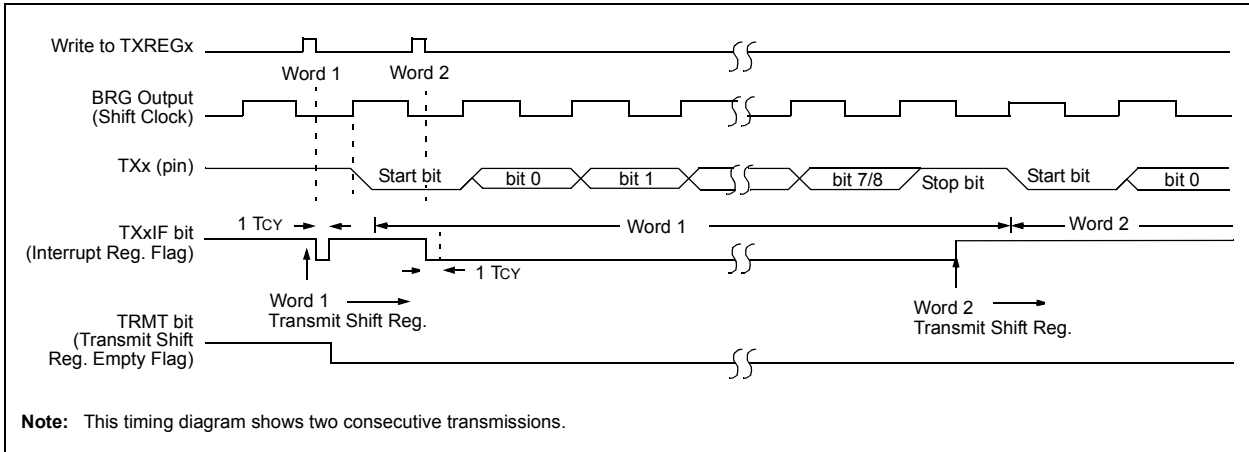 Write to TXREGx
Word 1
Word 2
BRG Output
(Shift Clock)
TXx (pin)
Start bit
bit 0
bit 1
bit 7/8
Stop bit
Start bit
bit 0
1 TCY
TXxIF bit
(Interrupt Reg. Flag)
Word 1
Word 2
1 TCY
Word 1
Transmit Shift Reg.
Word 2
Transmit Shift Reg.
TRMT bit
(Transmit Shift
Reg. Empty Flag)
Note: This timing diagram shows two consecutive transmissions.